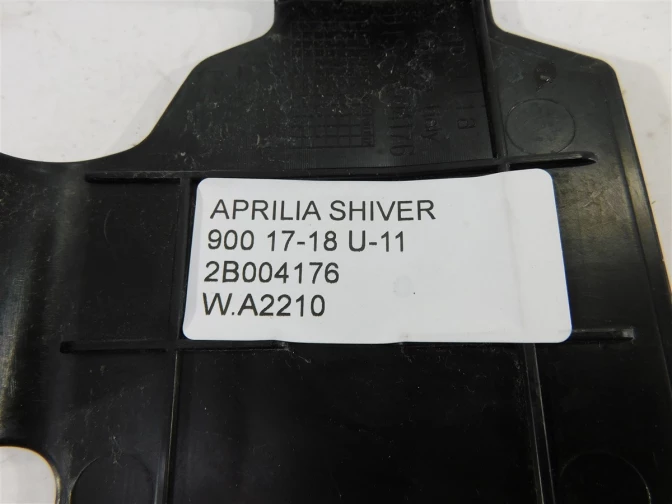 APRILIA SHIVER
900 17-18 U-11
2B004176
W.A2210